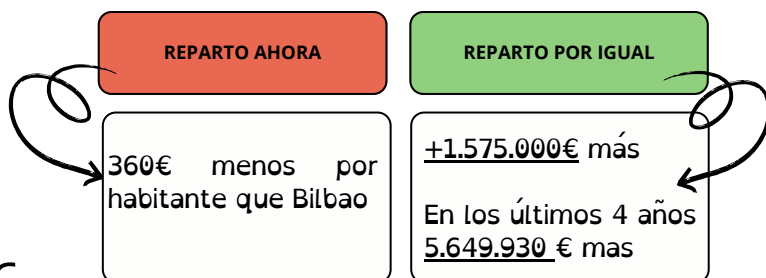 REPARTO AHORA
360€ menos por
habitante que Bilbao
REPARTO POR IGUAL
+1.575.000€ más
En los últimos 4 años
5.649.930 € mas